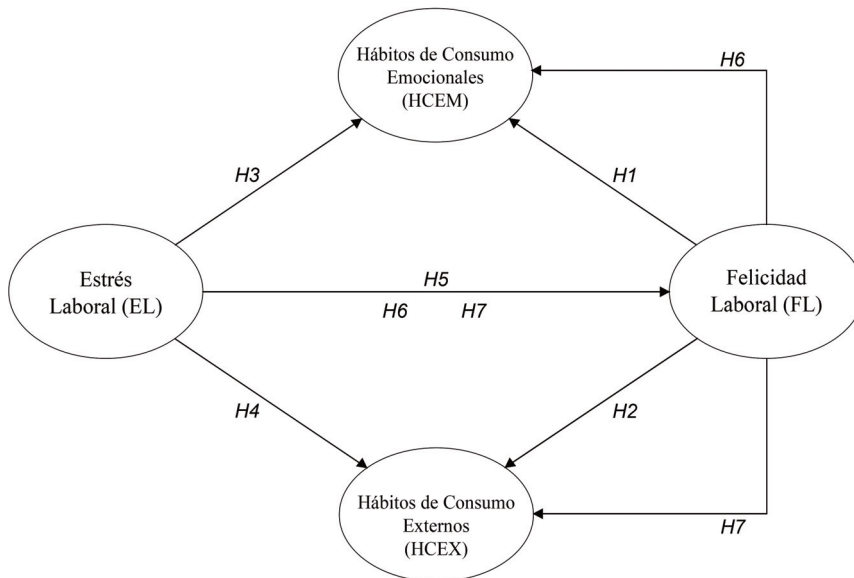 Hábitos de Consumo
Emocionales
(HCEM)
H6
H3
H1
Estrés
Laboral (EL)
H5
H6 H7
Felicidad
Laboral (FL)
H4
H2
Hábitos de Consumo
Externos
(HCEX)
H7